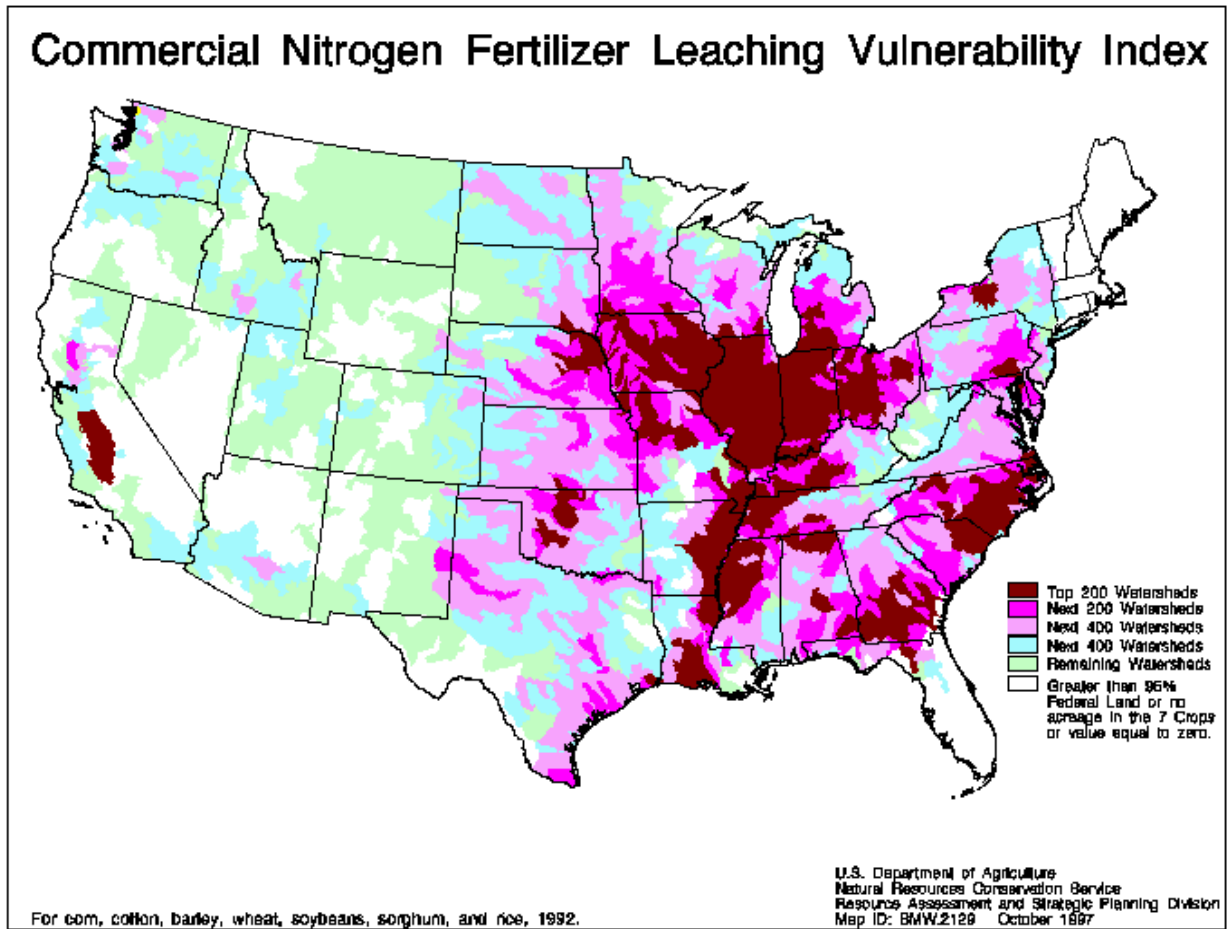 Commercial Nitrogen Fertilizer Leaching Vulnerability Index
Top 200 Watersheds
Next 200 Watersheds
Next 400 Watersheds
Next 400 Watersheds
Remaining Watersheds
Greater than 95%
Federal Land or no
acreage in the 7 Crops
or value equal to zero.
U.S. Department of Agriculture
Natural Resources Conservation Service
Resource Assessment and Strategic Planning Division
Map ID: SMW.2129 October 1997
For corn, cotton, barley, wheat, soybeans, sorghum, and rice, 1992.